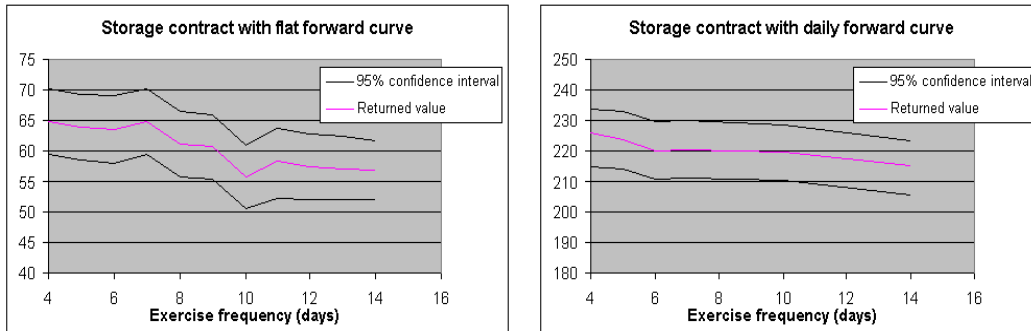 Storage contract with flat forward curve
75
70
65
60
55
50
45
40
95% confidence interval
Returned value
4 6 8 10 12 14 16
Exercise frequency (days)
Storage contract with daily forward curve
250
240
230
220
210
200
190
180
95% confidence interval
Returned value
4 6 8 10 12 14 16
Exercise frequency (days)